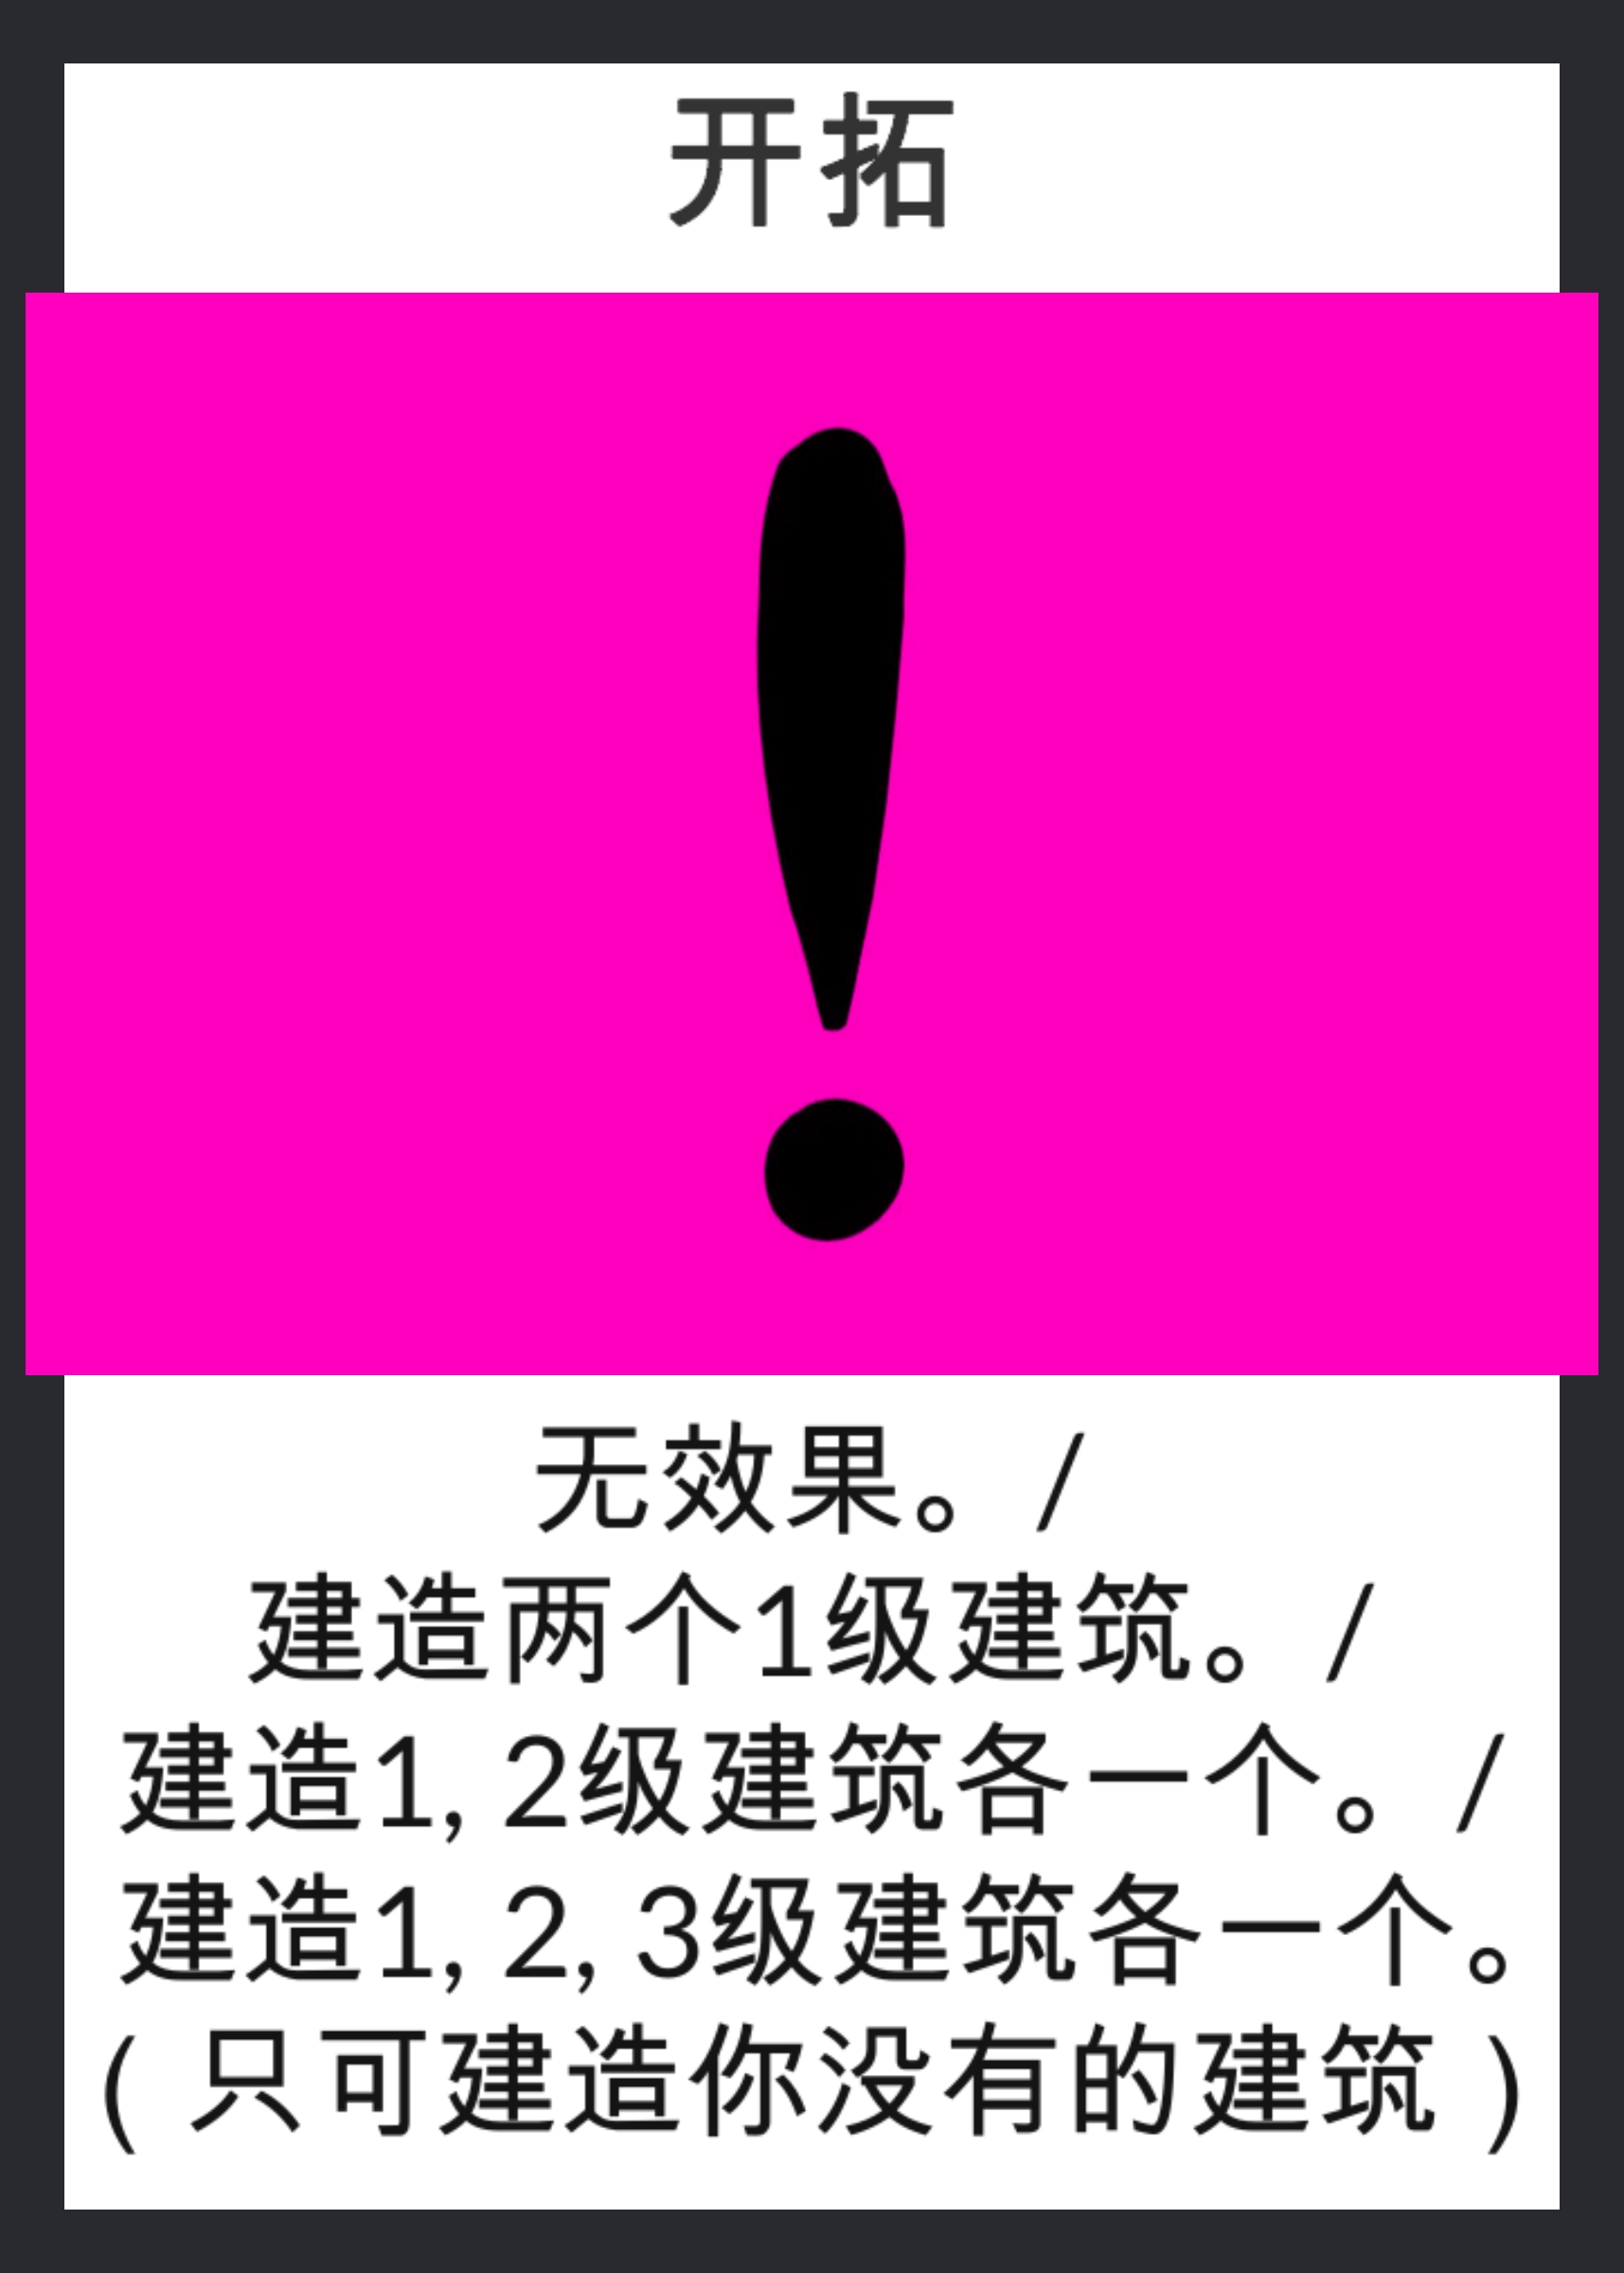 开拓
!
无效果。/
建造两个1级建筑。/
建造1, 2级建筑各一个。/
建造1, 2, 3级建筑各一个。
( 只可建造你没有的建筑 )